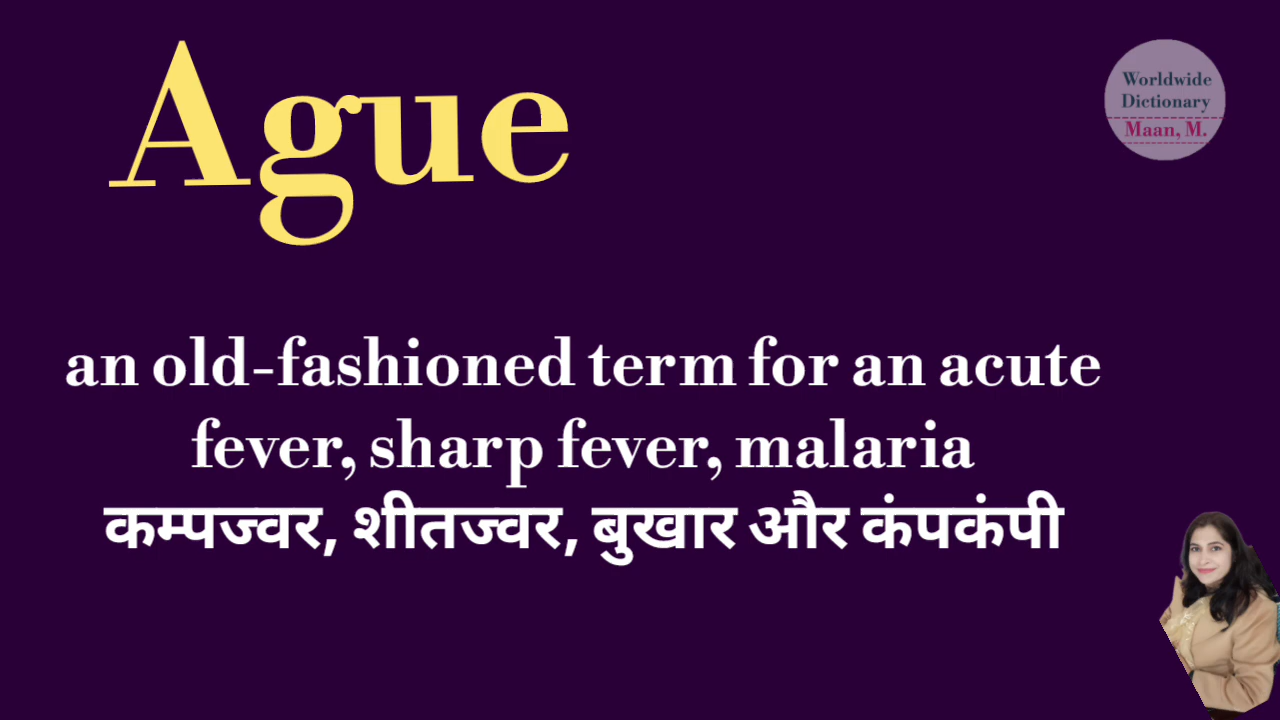 Ague
Worldwide
Dictionary
Maan, M.
an old-fashioned term for an acute
fever, sharp fever, malaria
कम्पज्वर, शीतज्वर, बुखार और कंपकंपी